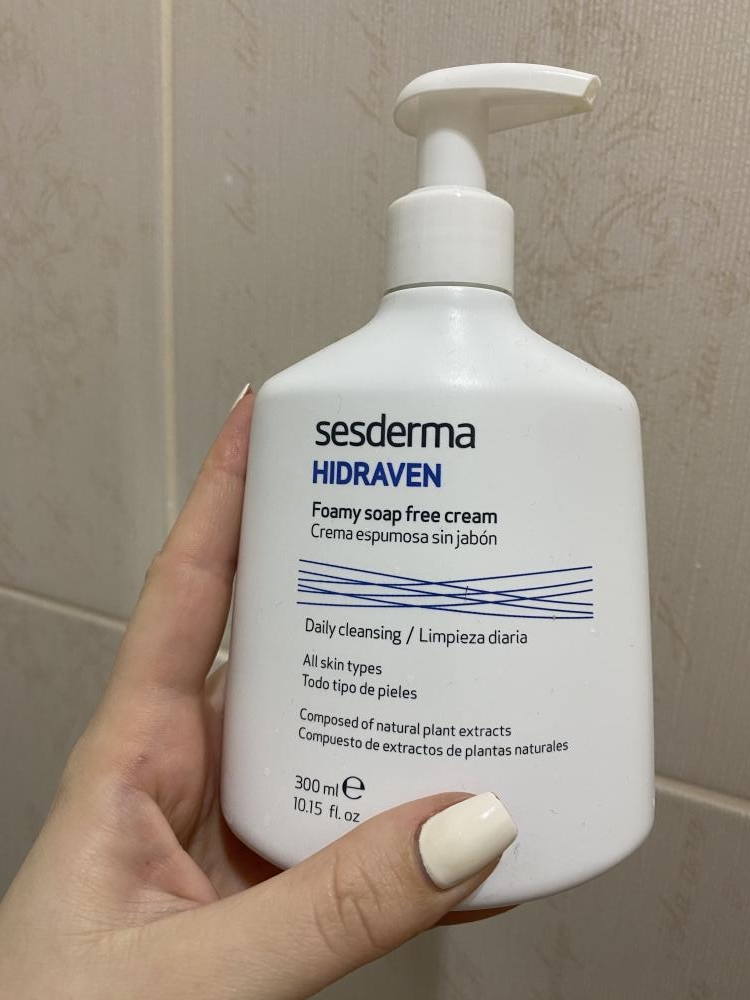 sesderma
HIDRAVEN
Foamy soap free cream
Crema espumosa sin jabón
Daily cleansing / Limpieza diaria
All skin types
Todo tipo de pieles
Composed of natural plant extracts
Compuesto de extractos de plantas naturales
300 ml ℮
10.15 fl. oz